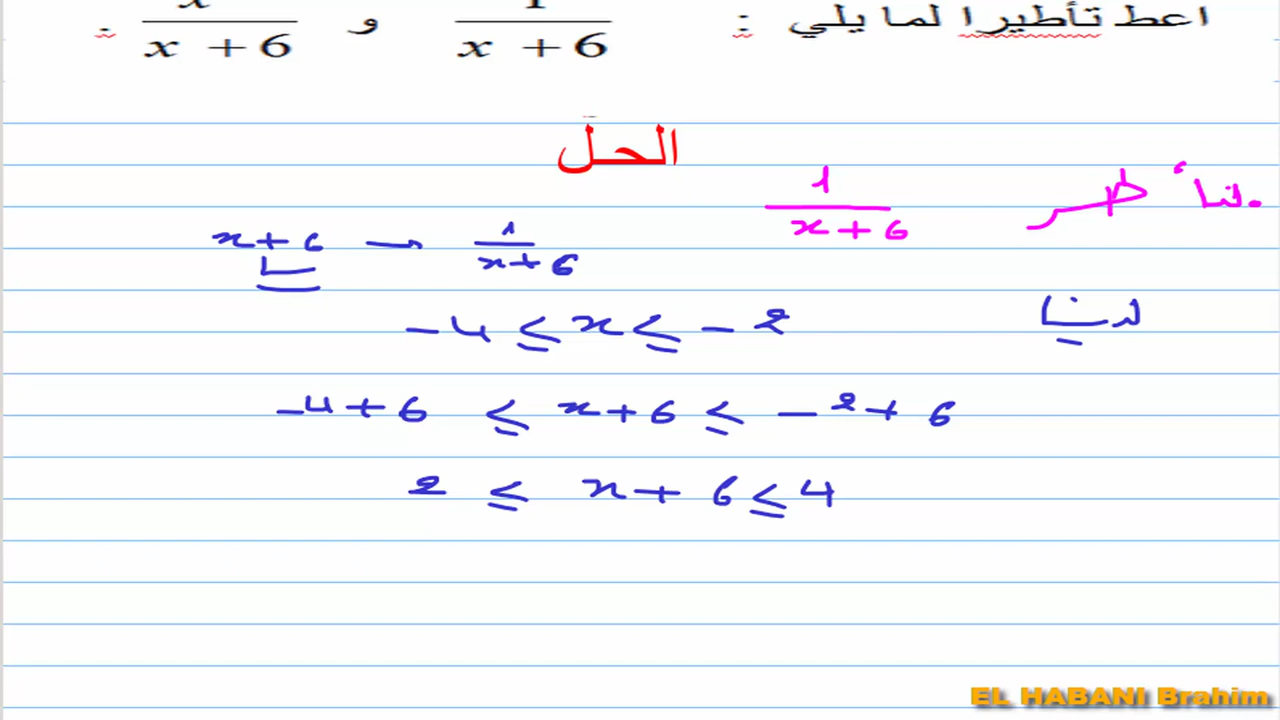 اعط تأطيرا لما يلي : 1/(x + 6) و x/(x + 6) .
الحل
لنأطر 1/(x + 6)
x + 6 → 1/(x + 6)
لدينا -4 ≤ x ≤ -2
-4 + 6 ≤ x + 6 ≤ -2 + 6
2 ≤ x + 6 ≤ 4
EL HABANI Brahim